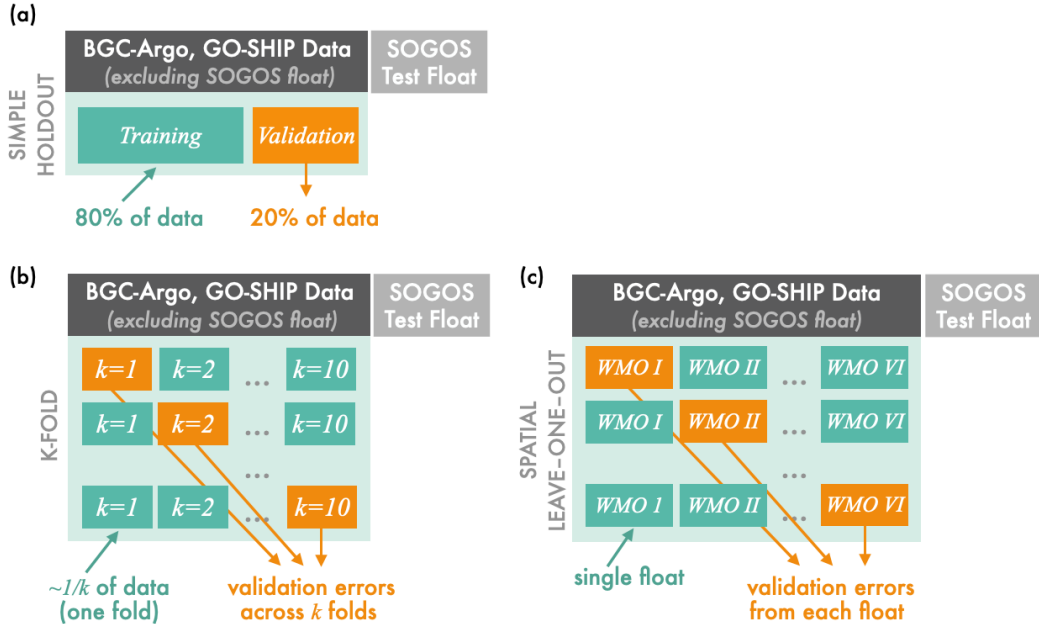 (a)
BGC-Argo, GO-SHIP Data
(excluding SOGOS float)
SOGOS
Test Float
SIMPLE
HOLDOUT
Training
Validation
80% of data
20% of data
(b)
BGC-Argo, GO-SHIP Data
(excluding SOGOS float)
SOGOS
Test Float
K-FOLD
k=1 k=2 ... k=10
k=1 k=2 ... k=10
...
k=1 k=2 ... k=10
~1/k of data
(one fold)
validation errors
across k folds
(c)
BGC-Argo, GO-SHIP Data
(excluding SOGOS float)
SOGOS
Test Float
SPATIAL
LEAVE-ONE-OUT
WMO I WMO II ... WMO VI
WMO I WMO II ... WMO VI
...
WMO 1 WMO II ... WMO VI
single float
validation errors
from each float